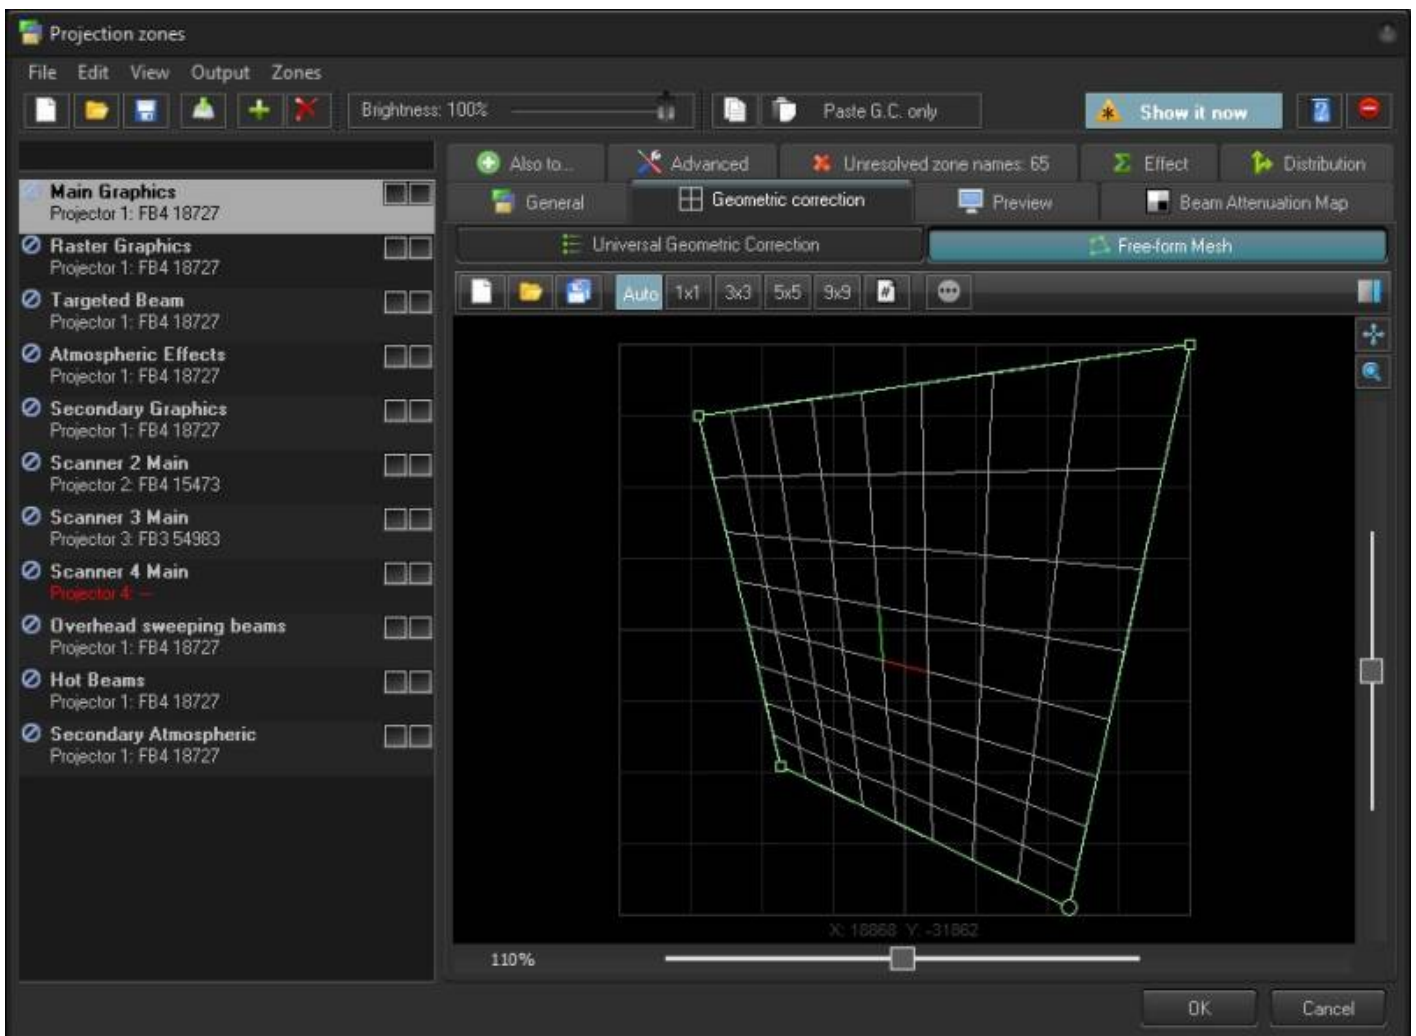 Projection zones
File Edit View Output Zones
Brightness: 100% Paste G.C. only Show it now
Also to... Advanced Unresolved zone names: 65 Effect Distribution
General Geometric correction Preview Beam Attenuation Map
Universal Geometric Correction Free-form Mesh
Auto 1x1 3x3 5x5 9x9 #
Main Graphics
Projector 1: FB4 18727
Raster Graphics
Projector 1: FB4 18727
Targeted Beam
Projector 1: FB4 18727
Atmospheric Effects
Projector 1: FB4 18727
Secondary Graphics
Projector 1: FB4 18727
Scanner 2 Main
Projector 2: FB4 15473
Scanner 3 Main
Projector 3: FB3 54983
Scanner 4 Main
Projector 4: --
Overhead sweeping beams
Projector 1: FB4 18727
Hot Beams
Projector 1: FB4 18727
Secondary Atmospheric
Projector 1: FB4 18727
X: 18868 Y: -31862
110%
OK Cancel